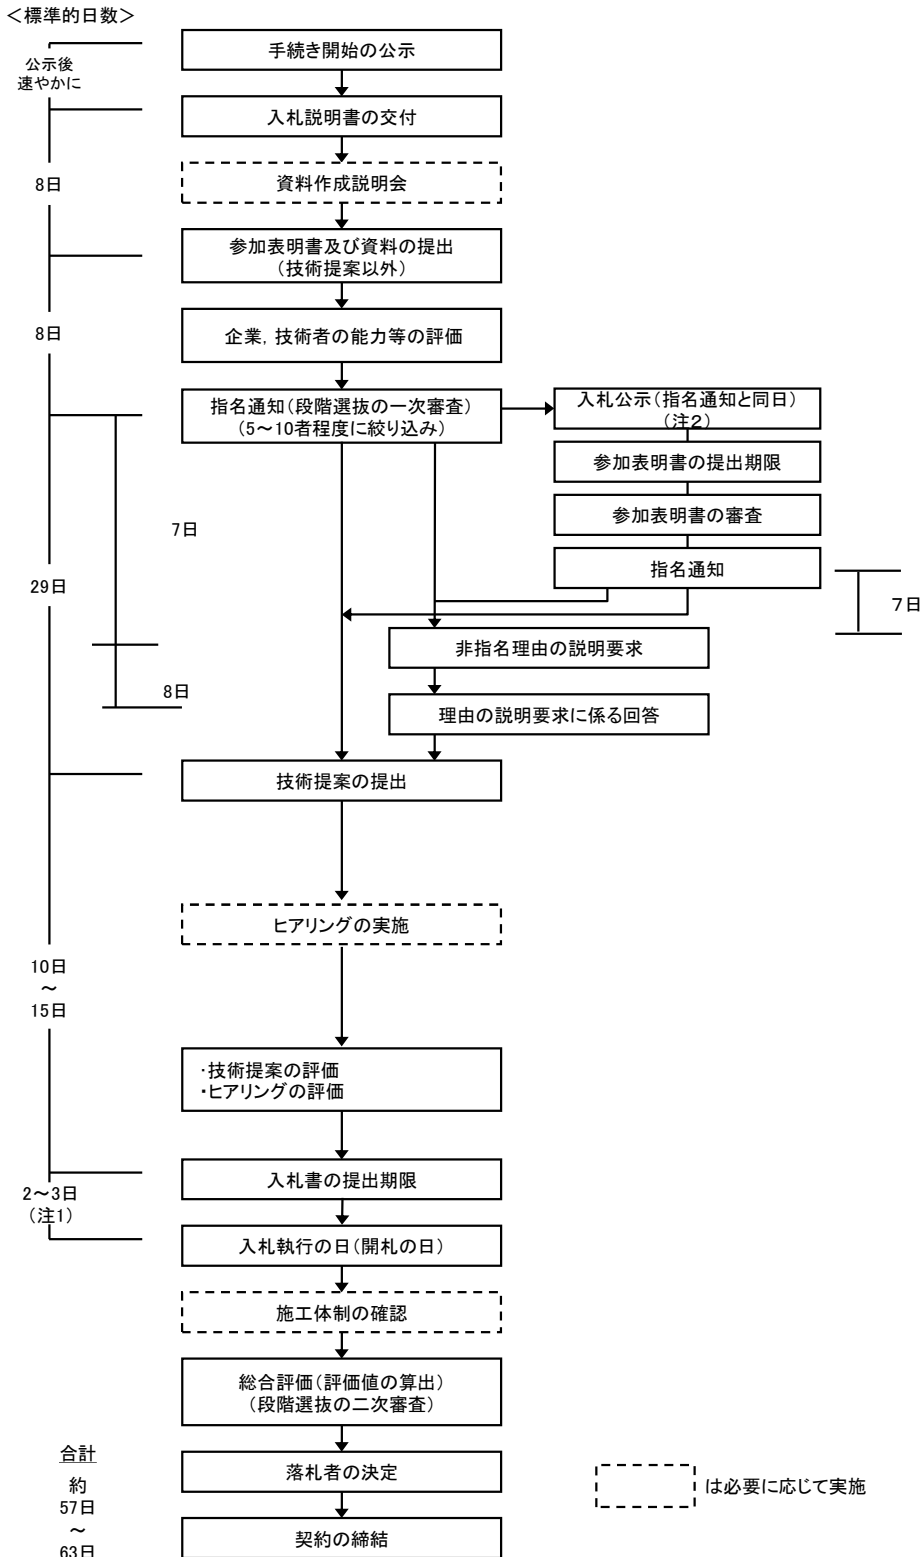 ＜標準的日数＞
手続き開始の公示
公示後
速やかに
入札説明書の交付
8日
資料作成説明会
参加表明書及び資料の提出
（技術提案以外）
8日
企業，技術者の能力等の評価
指名通知（段階選抜の一次審査）
（5～10者程度に絞り込み）
入札公示（指名通知と同日）
（注２）
参加表明書の提出期限
参加表明書の審査
指名通知
7日
29日
７日
非指名理由の説明要求
8日
理由の説明要求に係る回答
技術提案の提出
ヒアリングの実施
10日
～
15日
・技術提案の評価
・ヒアリングの評価
入札書の提出期限
2～3日
（注1）
入札執行の日（開札の日）
施工体制の確認
総合評価（評価値の算出）
（段階選抜の二次審査）
合計
約
57日
～
63日
落札者の決定
は必要に応じて実施
契約の締結